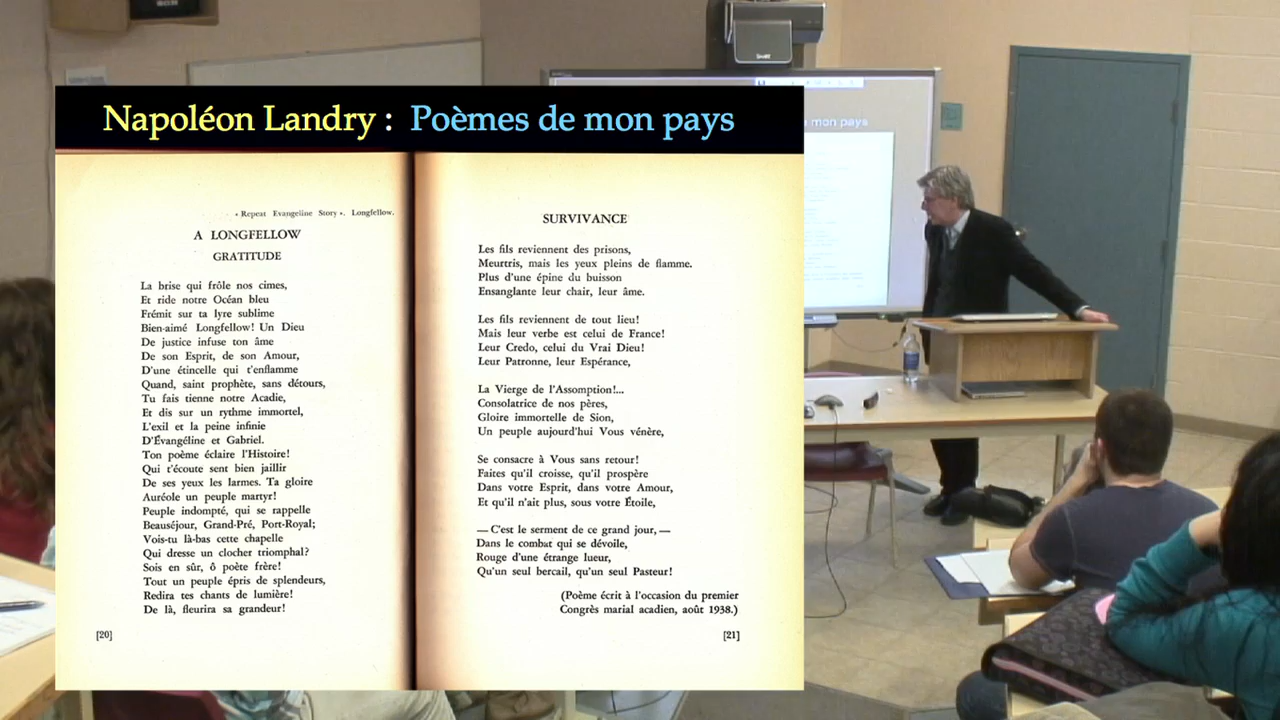 Napoléon Landry : Poèmes de mon pays
« Repeat Evangeline Story ». Longfellow.
A LONGFELLOW
GRATITUDE
La brise qui frôle nos cimes,
Et ride notre Océan bleu
Frémit sur ta lyre sublime
Bien-aimé Longfellow! Un Dieu
De justice infuse ton âme
De son Esprit, de son Amour,
D'une étincelle qui t'enflamme
Quand, saint prophète, sans détours,
Tu fais tienne notre Acadie,
Et dis sur un rythme immortel,
L'exil et la peine infinie
D'Évangéline et Gabriel.
Ton poème éclaire l'Histoire!
Qui t'écoute sent bien jaillir
De ses yeux les larmes. Ta gloire
Auréole un peuple martyr!
Peuple indompté, qui se rappelle
Beauséjour, Grand-Pré, Port-Royal;
Vois-tu là-bas cette chapelle
Qui dresse un clocher triomphal?
Sois en sûr, ô poète frère!
Tout un peuple épris de splendeurs,
Redira tes chants de lumière!
De là, fleurira sa grandeur!
[20]
SURVIVANCE
Les fils reviennent des prisons,
Meurtris, mais les yeux pleins de flamme.
Plus d'une épine du buisson
Ensanglante leur chair, leur âme.
Les fils reviennent de tout lieu!
Mais leur verbe est celui de France!
Leur Credo, celui du Vrai Dieu!
Leur Patronne, leur Espérance,
La Vierge de l'Assomption!...
Consolatrice de nos pères,
Gloire immortelle de Sion,
Un peuple aujourd'hui Vous vénère,
Se consacre à Vous sans retour!
Faites qu'il croisse, qu'il prospère
Dans votre Esprit, dans votre Amour,
Et qu'il n'ait plus, sous votre Étoile,
— C'est le serment de ce grand jour, —
Dans le combat qui se dévoile,
Rouge d'une étrange lueur,
Qu'un seul bercail, qu'un seul Pasteur!
(Poème écrit à l'occasion du premier
Congrès marial acadien, août 1938.)
[21]
mon pays